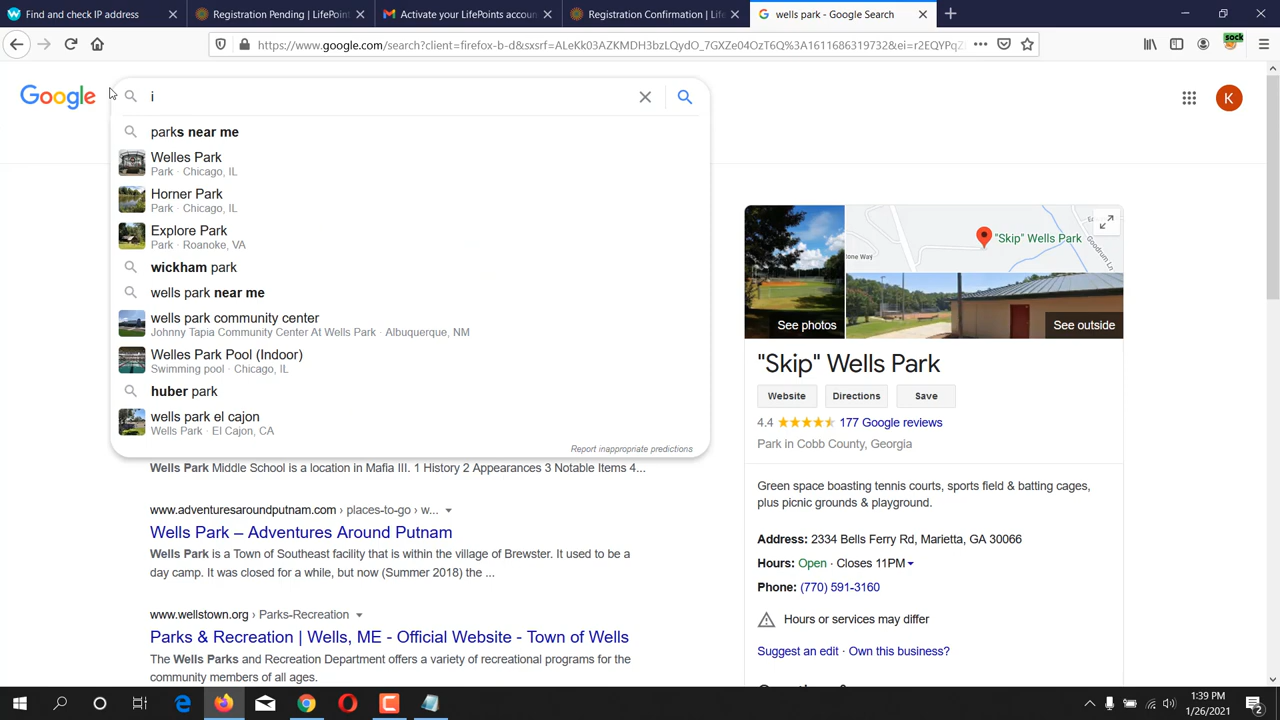 Find and check IP address
Registration Pending | LifePoint
Activate your LifePoints accoun
Registration Confirmation | Life
wells park - Google Search
https://www.google.com/search?client=firefox-b-d&biw&sxsrf=ALeKk03AZKMDH3bzLQydO_7GXZe04OzT6Q%3A1611686319732&ei=r2EQYPqZ
sock
Google
i
K
parks near me
Welles Park
Park · Chicago, IL
Horner Park
Park · Chicago, IL
Explore Park
Park · Roanoke, VA
wickham park
wells park near me
wells park community center
Johnny Tapia Community Center At Wells Park · Albuquerque, NM
Welles Park Pool (Indoor)
Swimming pool · Chicago, IL
huber park
wells park el cajon
Wells Park · El Cajon, CA
Report inappropriate predictions
Wells Park Middle School is a location in Mafia III. 1 History 2 Appearances 3 Notable Items 4...
www.adventuresaroundputnam.com › places-to-go › w...
Wells Park – Adventures Around Putnam
Wells Park is a Town of Southeast facility that is within the village of Brewster. It used to be a
day camp. It was closed for a while, but now (Summer 2018) the ...
www.wellstown.org › Parks-Recreation
Parks & Recreation | Wells, ME - Official Website - Town of Wells
The Wells Parks and Recreation Department offers a variety of recreational programs for the
community members of all ages.
"Skip" Wells Park
Goodrum Ln
lone Way
See photos
See outside
"Skip" Wells Park
Website
Directions
Save
4.4
177 Google reviews
Park in Cobb County, Georgia
Green space boasting tennis courts, sports field & batting cages,
plus picnic grounds & playground.
Address: 2334 Bells Ferry Rd, Marietta, GA 30066
Hours: Open · Closes 11PM
Phone: (770) 591-3160
Hours or services may differ
Suggest an edit · Own this business?
1:39 PM
1/26/2021
2